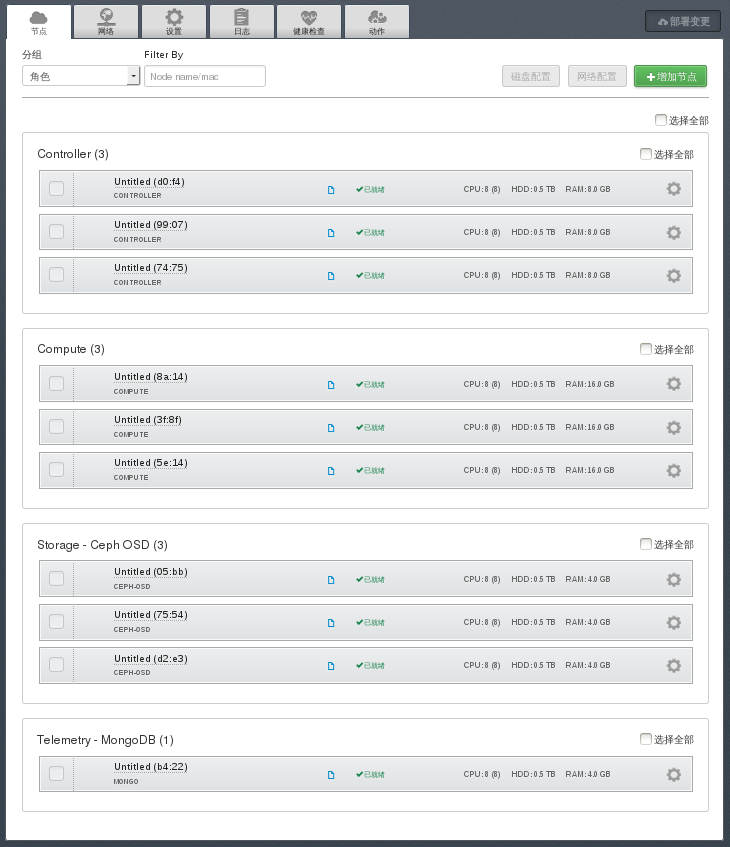 节点 网络 设置 日志 健康检查 动作 部署变更
分组 Filter By
角色 Node name/mac 磁盘配置 网络配置 增加节点
选择全部
Controller (3) 选择全部
Untitled (d0:f4)
CONTROLLER
已就绪 CPU: 8 (8) HDD: 0.5 TB RAM: 8.0 GB
Untitled (99:07)
CONTROLLER
已就绪 CPU: 8 (8) HDD: 0.5 TB RAM: 8.0 GB
Untitled (74:75)
CONTROLLER
已就绪 CPU: 8 (8) HDD: 0.5 TB RAM: 8.0 GB
Compute (3) 选择全部
Untitled (8a:14)
COMPUTE
已就绪 CPU: 8 (8) HDD: 0.5 TB RAM: 16.0 GB
Untitled (3f:8f)
COMPUTE
已就绪 CPU: 8 (8) HDD: 0.5 TB RAM: 16.0 GB
Untitled (5e:14)
COMPUTE
已就绪 CPU: 8 (8) HDD: 0.5 TB RAM: 16.0 GB
Storage - Ceph OSD (3) 选择全部
Untitled (05:bb)
CEPH-OSD
已就绪 CPU: 8 (8) HDD: 0.5 TB RAM: 4.0 GB
Untitled (75:54)
CEPH-OSD
已就绪 CPU: 8 (8) HDD: 0.5 TB RAM: 4.0 GB
Untitled (d2:e3)
CEPH-OSD
已就绪 CPU: 8 (8) HDD: 0.5 TB RAM: 4.0 GB
Telemetry - MongoDB (1) 选择全部
Untitled (b4:22)
MONGO
已就绪 CPU: 8 (8) HDD: 0.5 TB RAM: 4.0 GB